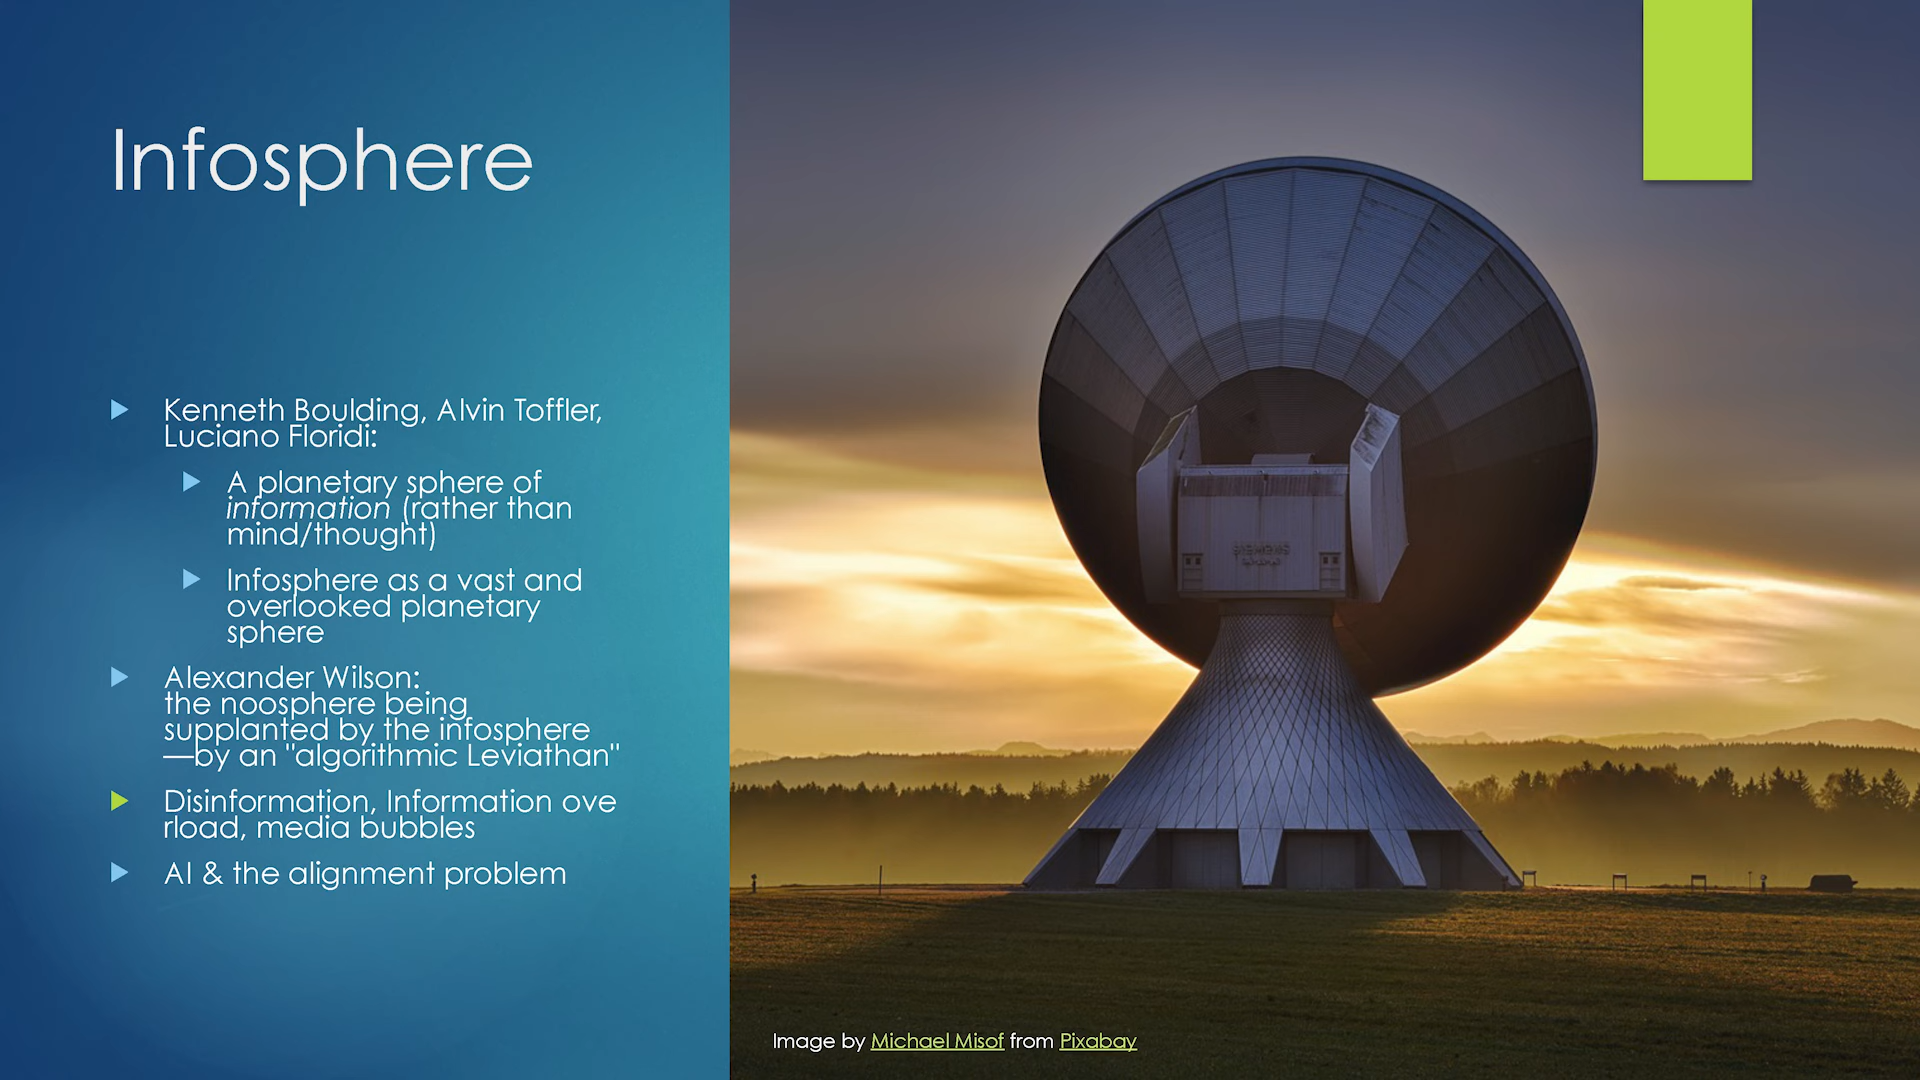 Infosphere
Kenneth Boulding, Alvin Toffler,
Luciano Floridi:
A planetary sphere of
information (rather than
mind/thought)
Infosphere as a vast and
overlooked planetary
sphere
Alexander Wilson:
the noosphere being
supplanted by the infosphere
—by an "algorithmic Leviathan"
Disinformation, Information ove
rload, media bubbles
AI & the alignment problem
SIEMENS
Image by Michael Misof from Pixabay